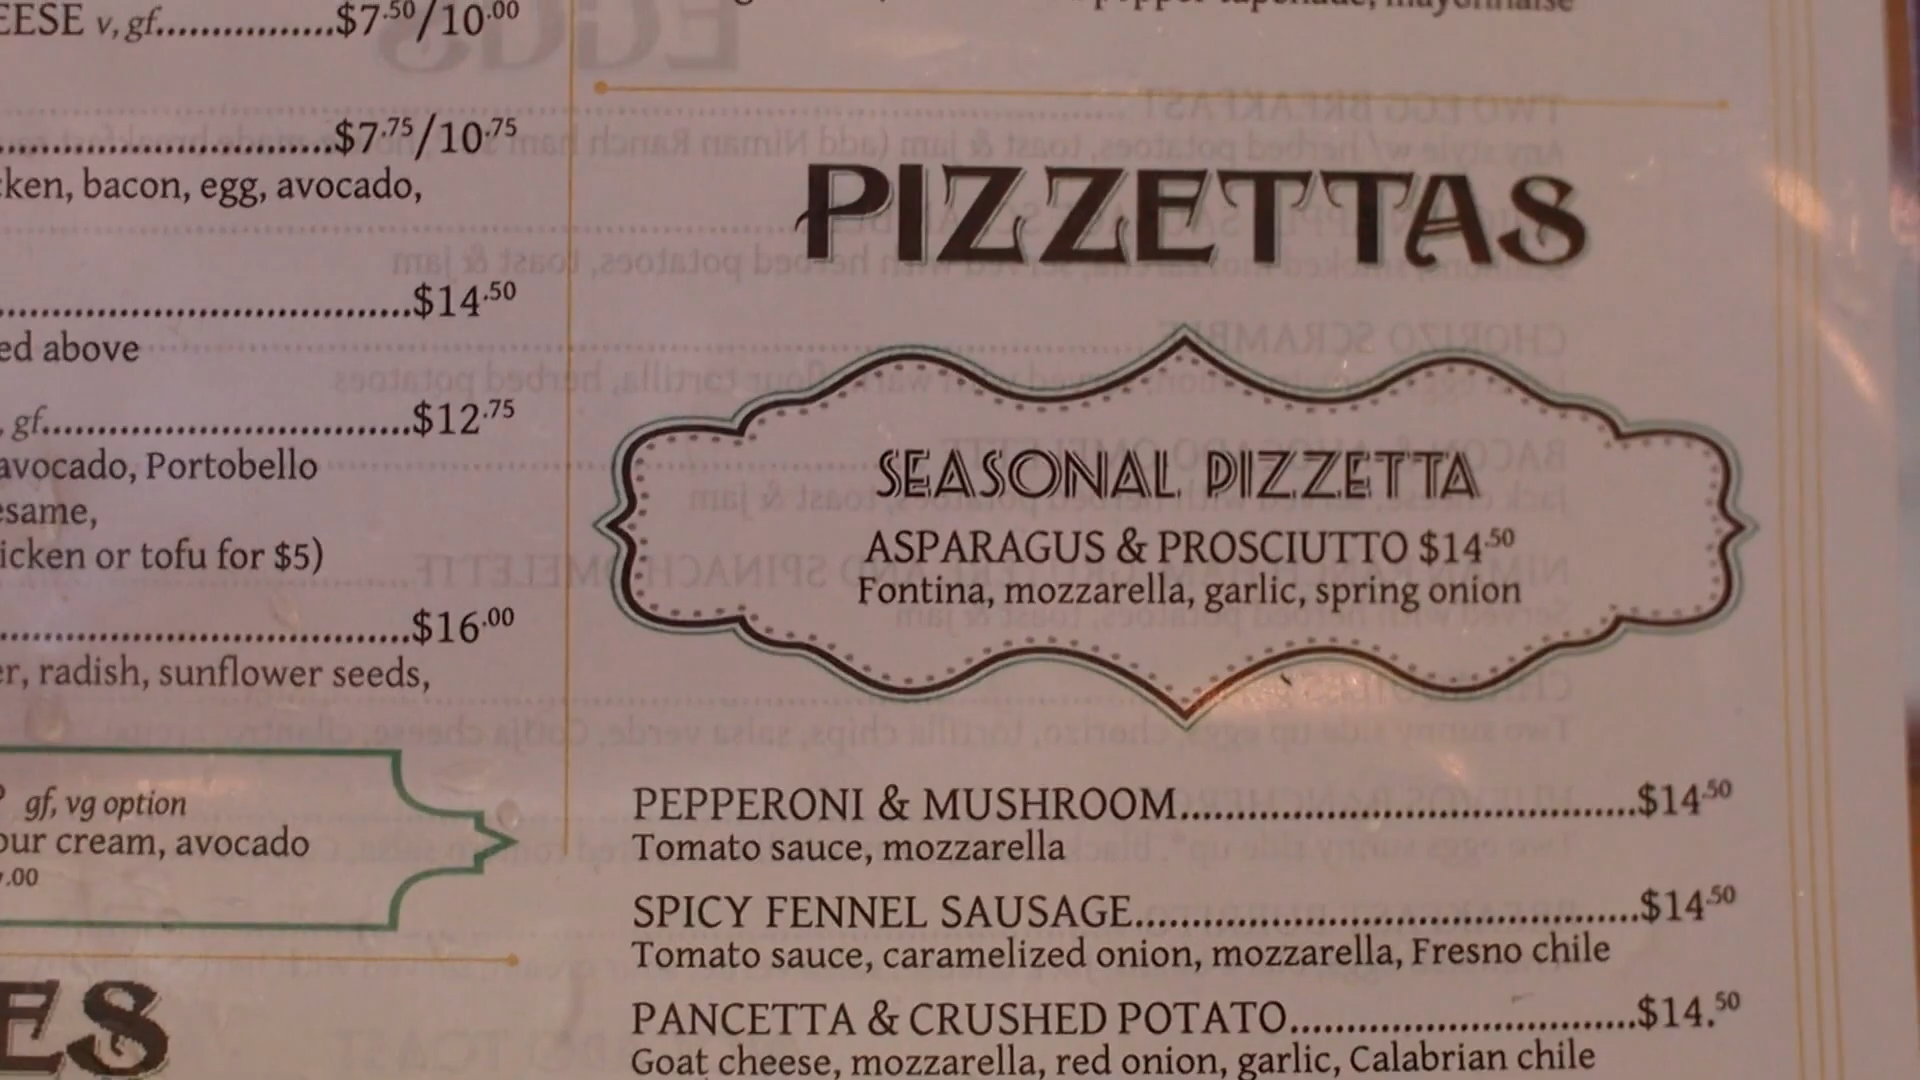 EESE v, gf................$7.50/10.00
...............................$7.75/10.75
cken, bacon, egg, avocado,
.......................................$14.50
ed above
, gf...................................$12.75
avocado, Portobello
esame,
icken or tofu for $5)
.......................................$16.00
er, radish, sunflower seeds,
gf, vg option
our cream, avocado
.00
ES
mayonnaise
PIZZETTAS
SEASONAL PIZZETTA
ASPARAGUS & PROSCIUTTO $14.50
Fontina, mozzarella, garlic, spring onion
PEPPERONI & MUSHROOM............................................$14.50
Tomato sauce, mozzarella
SPICY FENNEL SAUSAGE.................................................$14.50
Tomato sauce, caramelized onion, mozzarella, Fresno chile
PANCETTA & CRUSHED POTATO..................................$14.50
Goat cheese, mozzarella, red onion, garlic, Calabrian chile